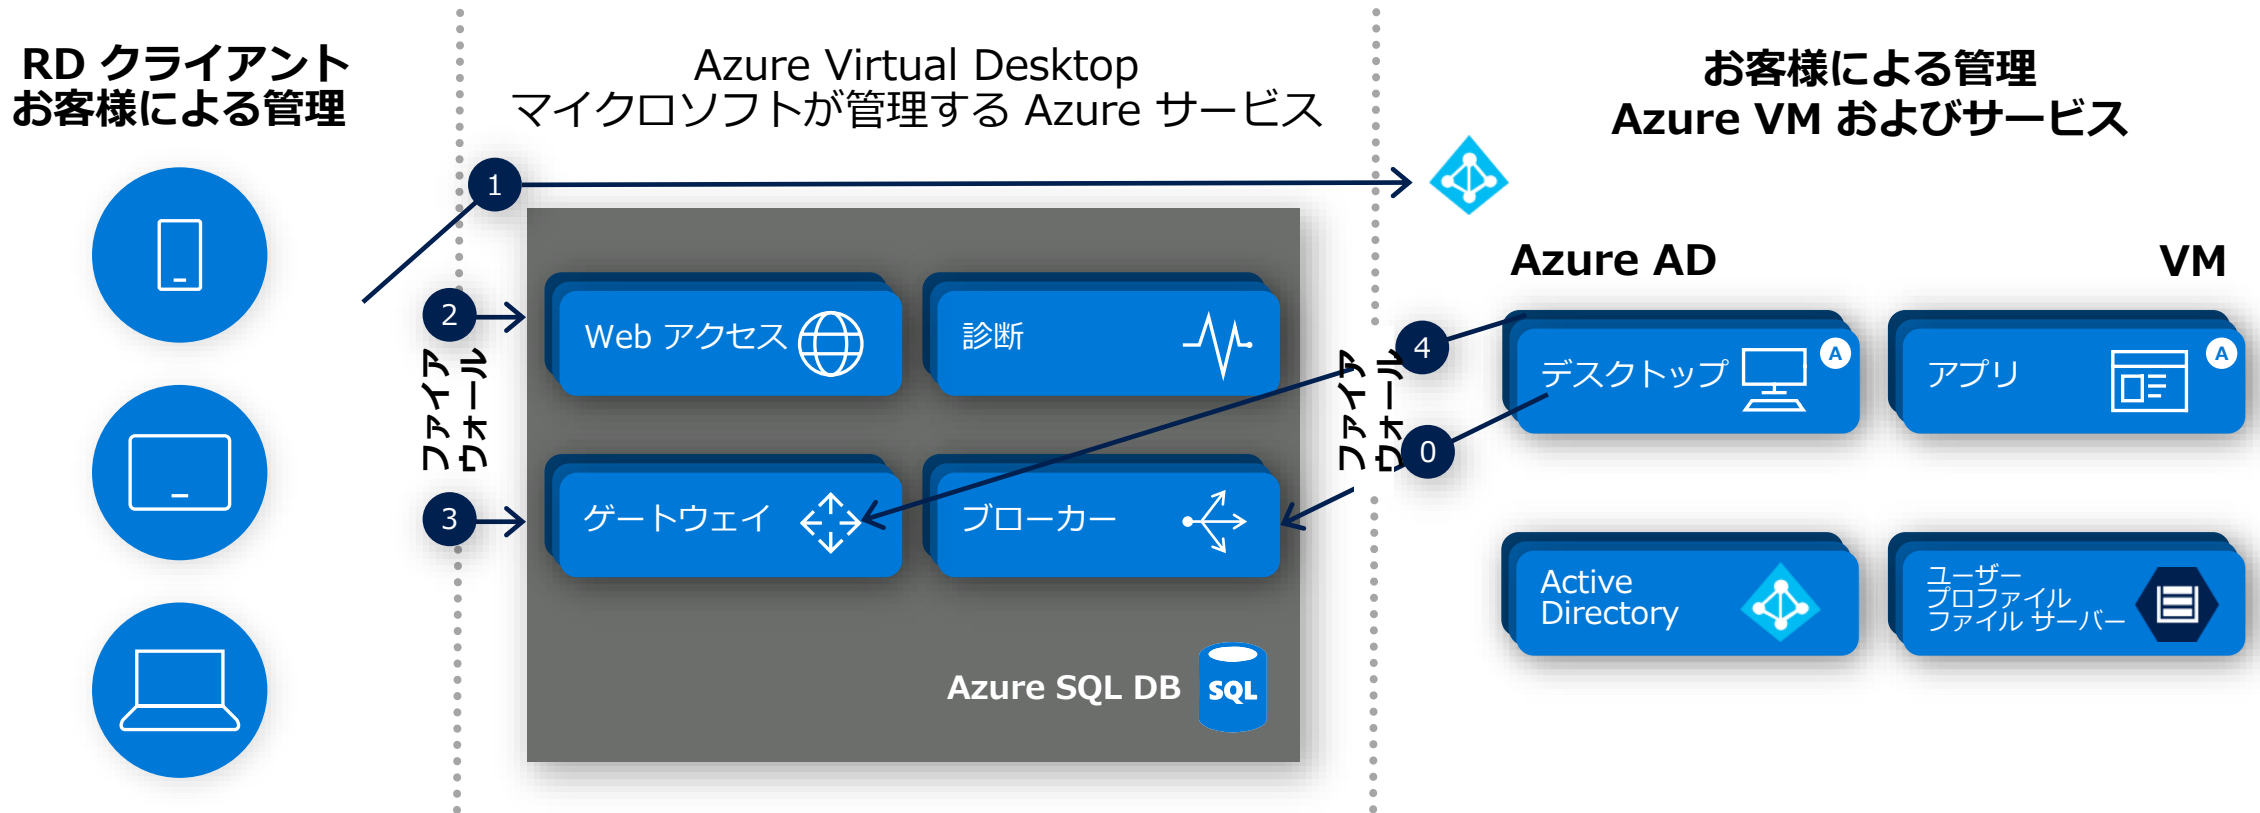 RD クライアント
お客様による管理
Azure Virtual Desktop
マイクロソフトが管理する Azure サービス
お客様による管理
Azure VM およびサービス
1
Azure AD
VM
2
Web アクセス
診断
4
デスクトップ
A
アプリ
A
ファイア
ウォール
ファイア
ウォール
0
3
ゲートウェイ
ブローカー
Active
Directory
ユーザー
プロファイル
ファイル サーバー
Azure SQL DB
SQL